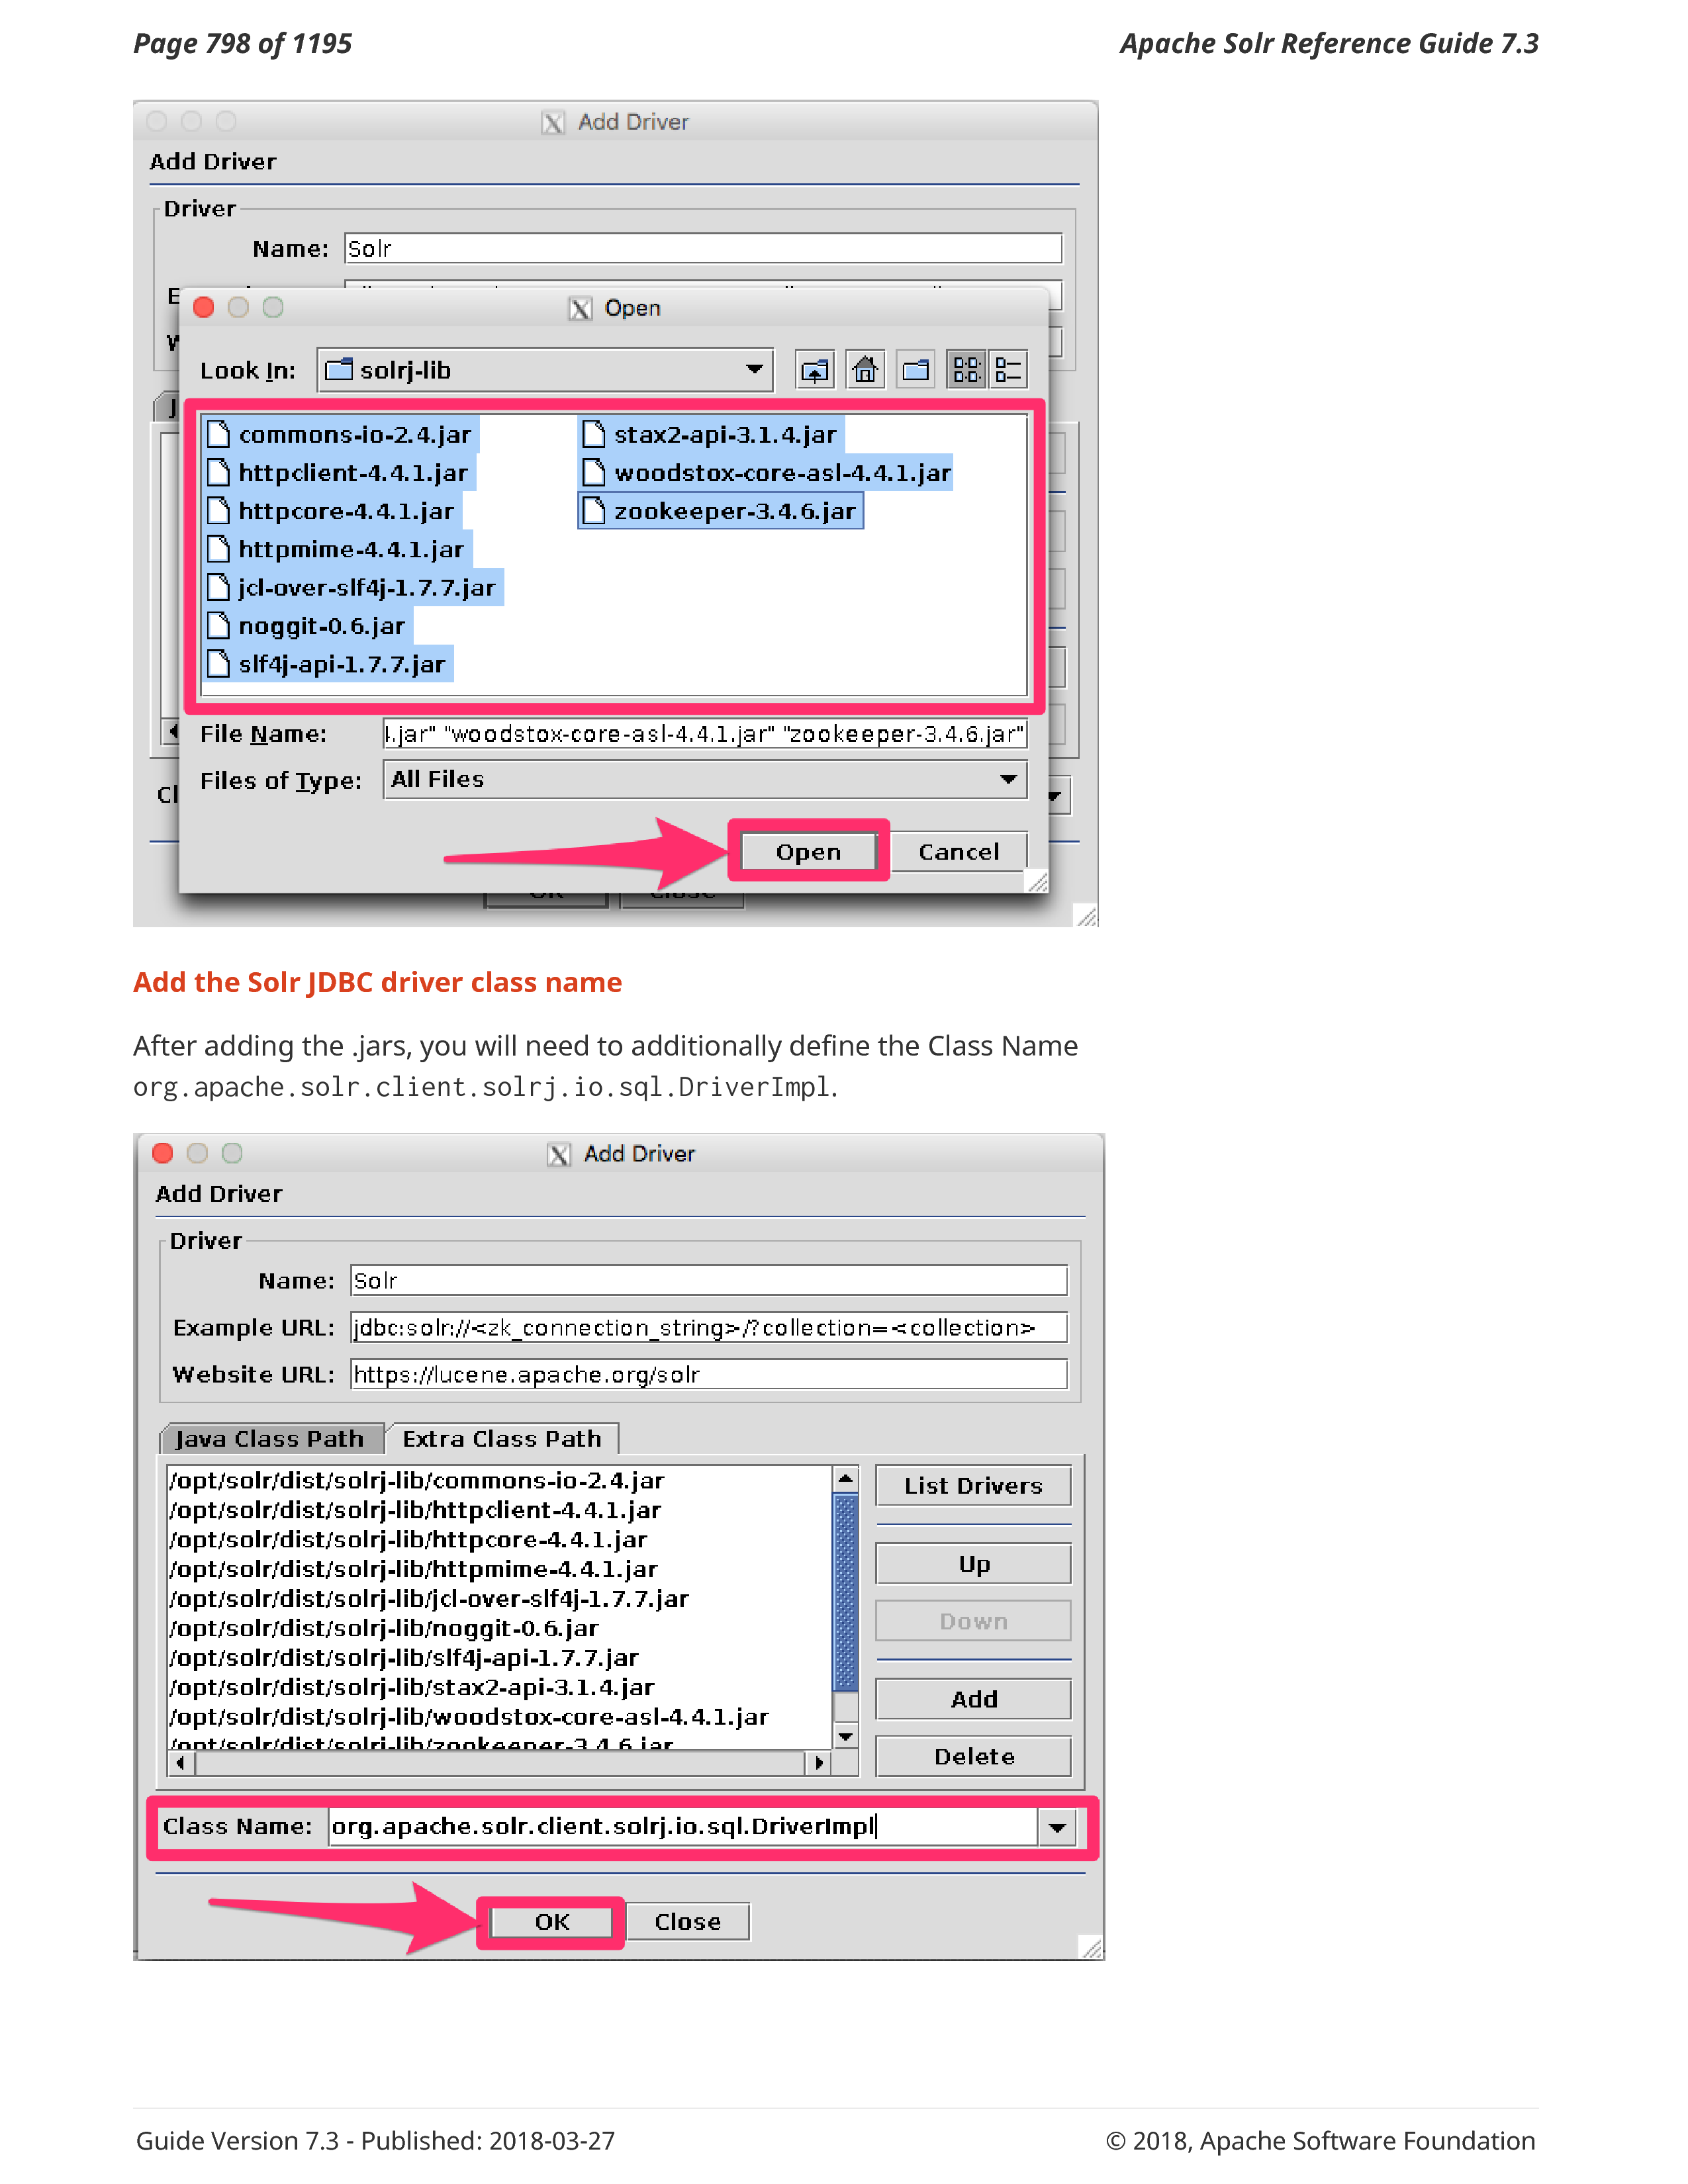 Page 798 of 1195
Apache Solr Reference Guide 7.3
Add Driver
Add Driver
Driver
Name:
Solr
Open
Look In:
solrj-lib
commons-io-2.4.jar
stax2-api-3.1.4.jar
httpclient-4.4.1.jar
woodstox-core-asl-4.4.1.jar
httpcore-4.4.1.jar
zookeeper-3.4.6.jar
httpmime-4.4.1.jar
jcl-over-slf4j-1.7.7.jar
noggit-0.6.jar
slf4j-api-1.7.7.jar
File Name:
.jar" "woodstox-core-asl-4.4.1.jar" "zookeeper-3.4.6.jar"
Files of Type:
All Files
Open
Cancel
Add the Solr JDBC driver class name
After adding the .jars, you will need to additionally define the Class Name
org.apache.solr.client.solrj.io.sql.DriverImpl.
Add Driver
Add Driver
Driver
Name:
Solr
Example URL:
jdbc:solr://<zk_connection_string>/?collection=<collection>
Website URL:
https://lucene.apache.org/solr
Java Class Path
Extra Class Path
/opt/solr/dist/solrj-lib/commons-io-2.4.jar
/opt/solr/dist/solrj-lib/httpclient-4.4.1.jar
/opt/solr/dist/solrj-lib/httpcore-4.4.1.jar
/opt/solr/dist/solrj-lib/httpmime-4.4.1.jar
/opt/solr/dist/solrj-lib/jcl-over-slf4j-1.7.7.jar
/opt/solr/dist/solrj-lib/noggit-0.6.jar
/opt/solr/dist/solrj-lib/slf4j-api-1.7.7.jar
/opt/solr/dist/solrj-lib/stax2-api-3.1.4.jar
/opt/solr/dist/solrj-lib/woodstox-core-asl-4.4.1.jar
/opt/solr/dist/solrj-lib/zookeeper-3.4.6.jar
List Drivers
Up
Down
Add
Delete
Class Name:
org.apache.solr.client.solrj.io.sql.DriverImpl
OK
Close
Guide Version 7.3 - Published: 2018-03-27
© 2018, Apache Software Foundation